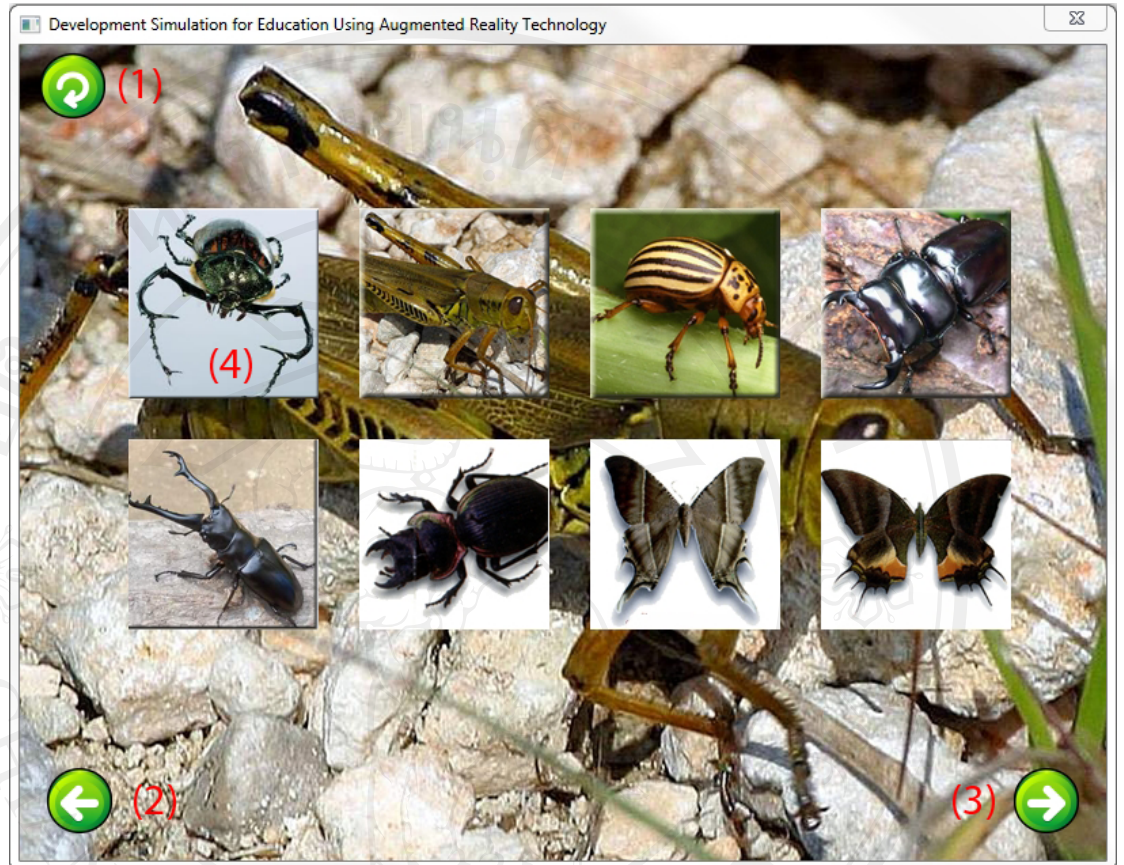 Development Simulation for Education Using Augmented Reality Technology
(1)
(4)
(2)
(3)